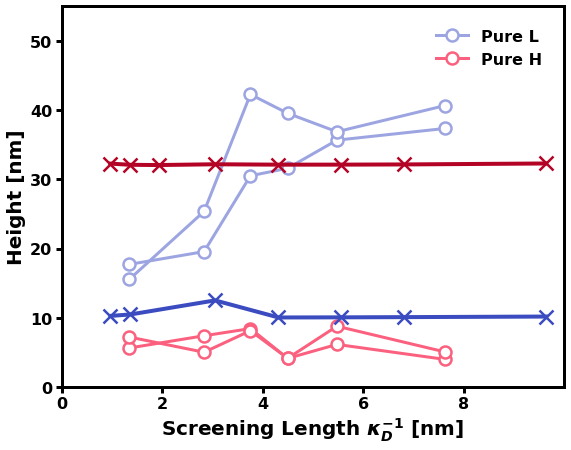 Pure L
Pure H
50
40
30
20
10
0
Height [nm]
0 2 4 6 8
Screening Length κ_D^{-1} [nm]